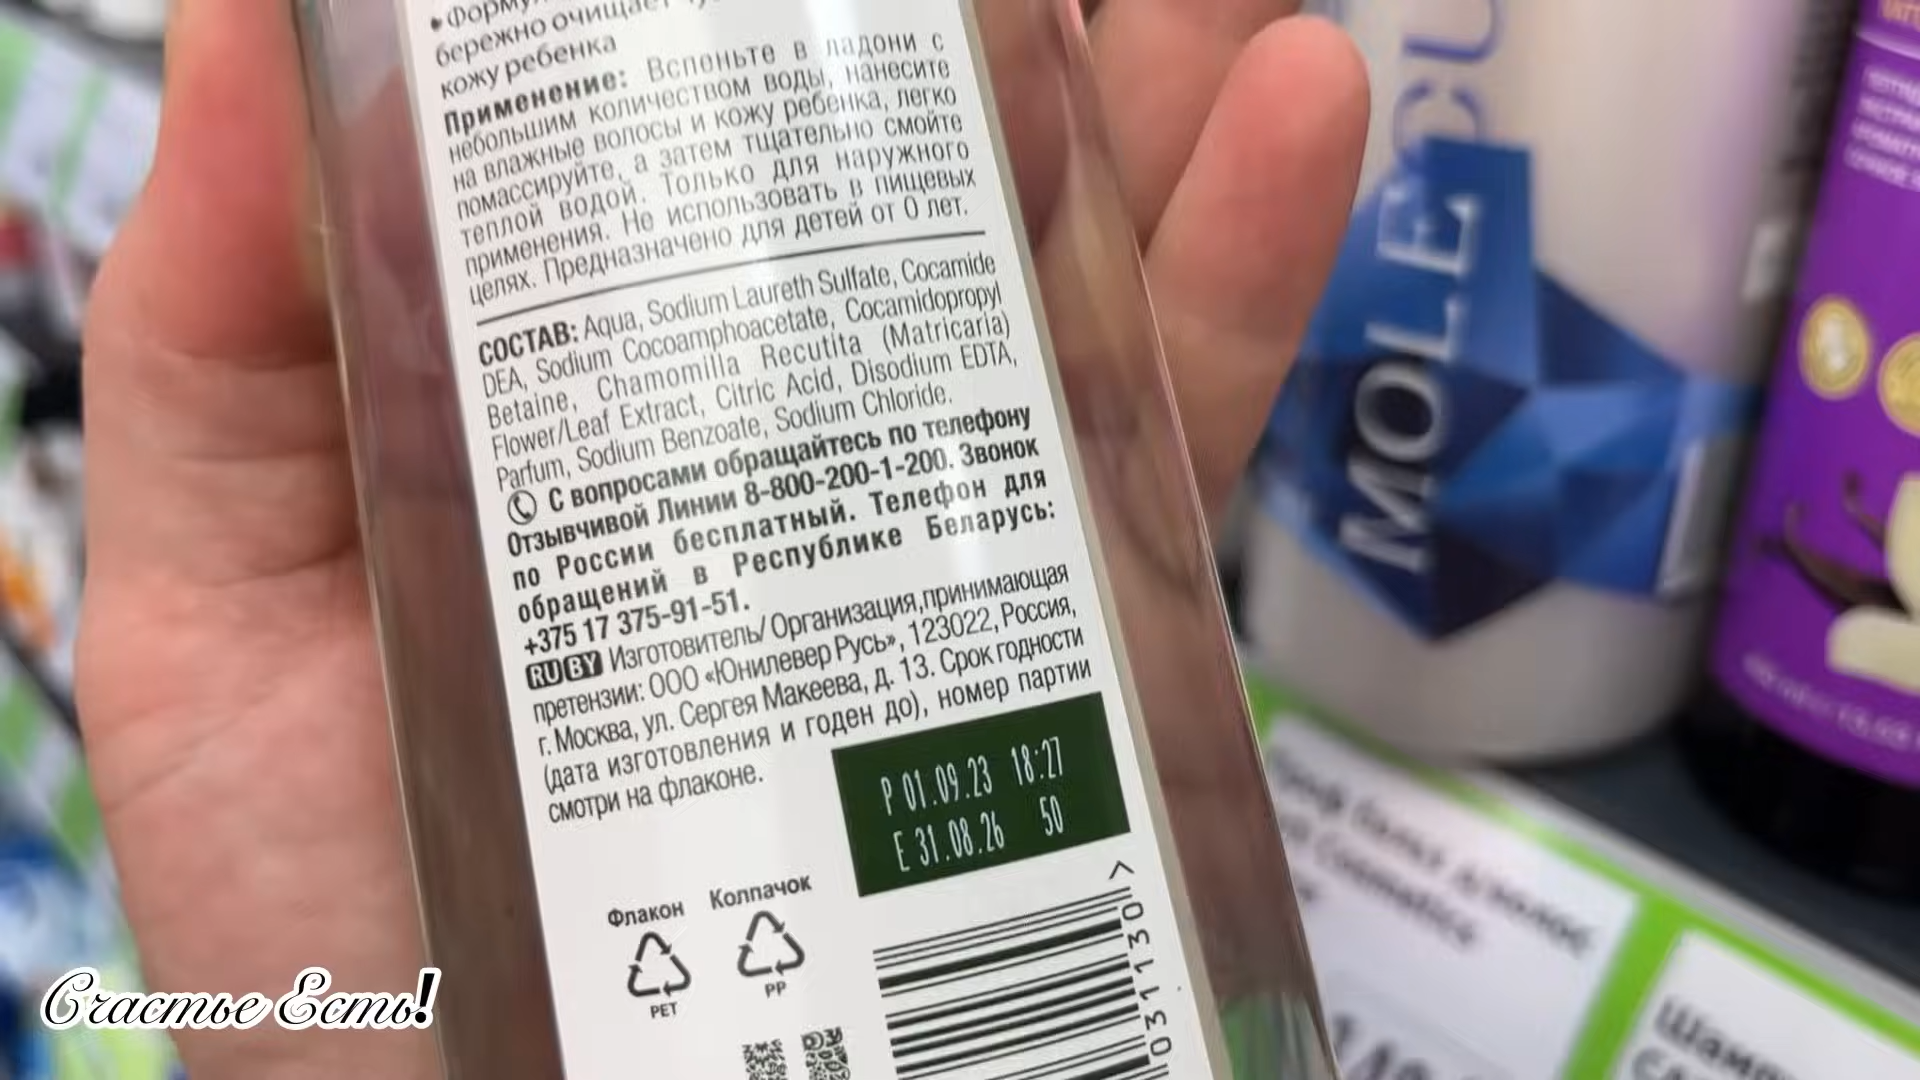 бережно очищает
кожу ребенка
Применение: Вспеньте в ладони с
небольшим количеством воды, нанесите
на влажные волосы и кожу ребенка, легко
помассируйте, а затем тщательно смойте
теплой водой. Только для наружного
применения. Не использовать в пищевых
целях. Предназначено для детей от 0 лет.
СОСТАВ: Aqua, Sodium Laureth Sulfate, Cocamide
DEA, Sodium Cocoamphoacetate, Cocamidopropyl
Betaine, Chamomilla Recutita (Matricaria)
Flower/Leaf Extract, Citric Acid, Disodium EDTA,
Parfum, Sodium Benzoate, Sodium Chloride.
С вопросами обращайтесь по телефону
Отзывчивой Линии 8-800-200-1-200. Звонок
по России бесплатный. Телефон для
обращений в Республике Беларусь:
+375 17 375-91-51.
RU BY Изготовитель/ Организация,принимающая
претензии: ООО «Юнилевер Русь», 123022, Россия,
г. Москва, ул. Сергея Макеева, д. 13. Срок годности
(дата изготовления и годен до), номер партии
смотри на флаконе.
P 01.09.23 18:27
E 31.08.26 50
Флакон Колпачок
PET PP
031130
>
MOLECU
Счастье Есть!